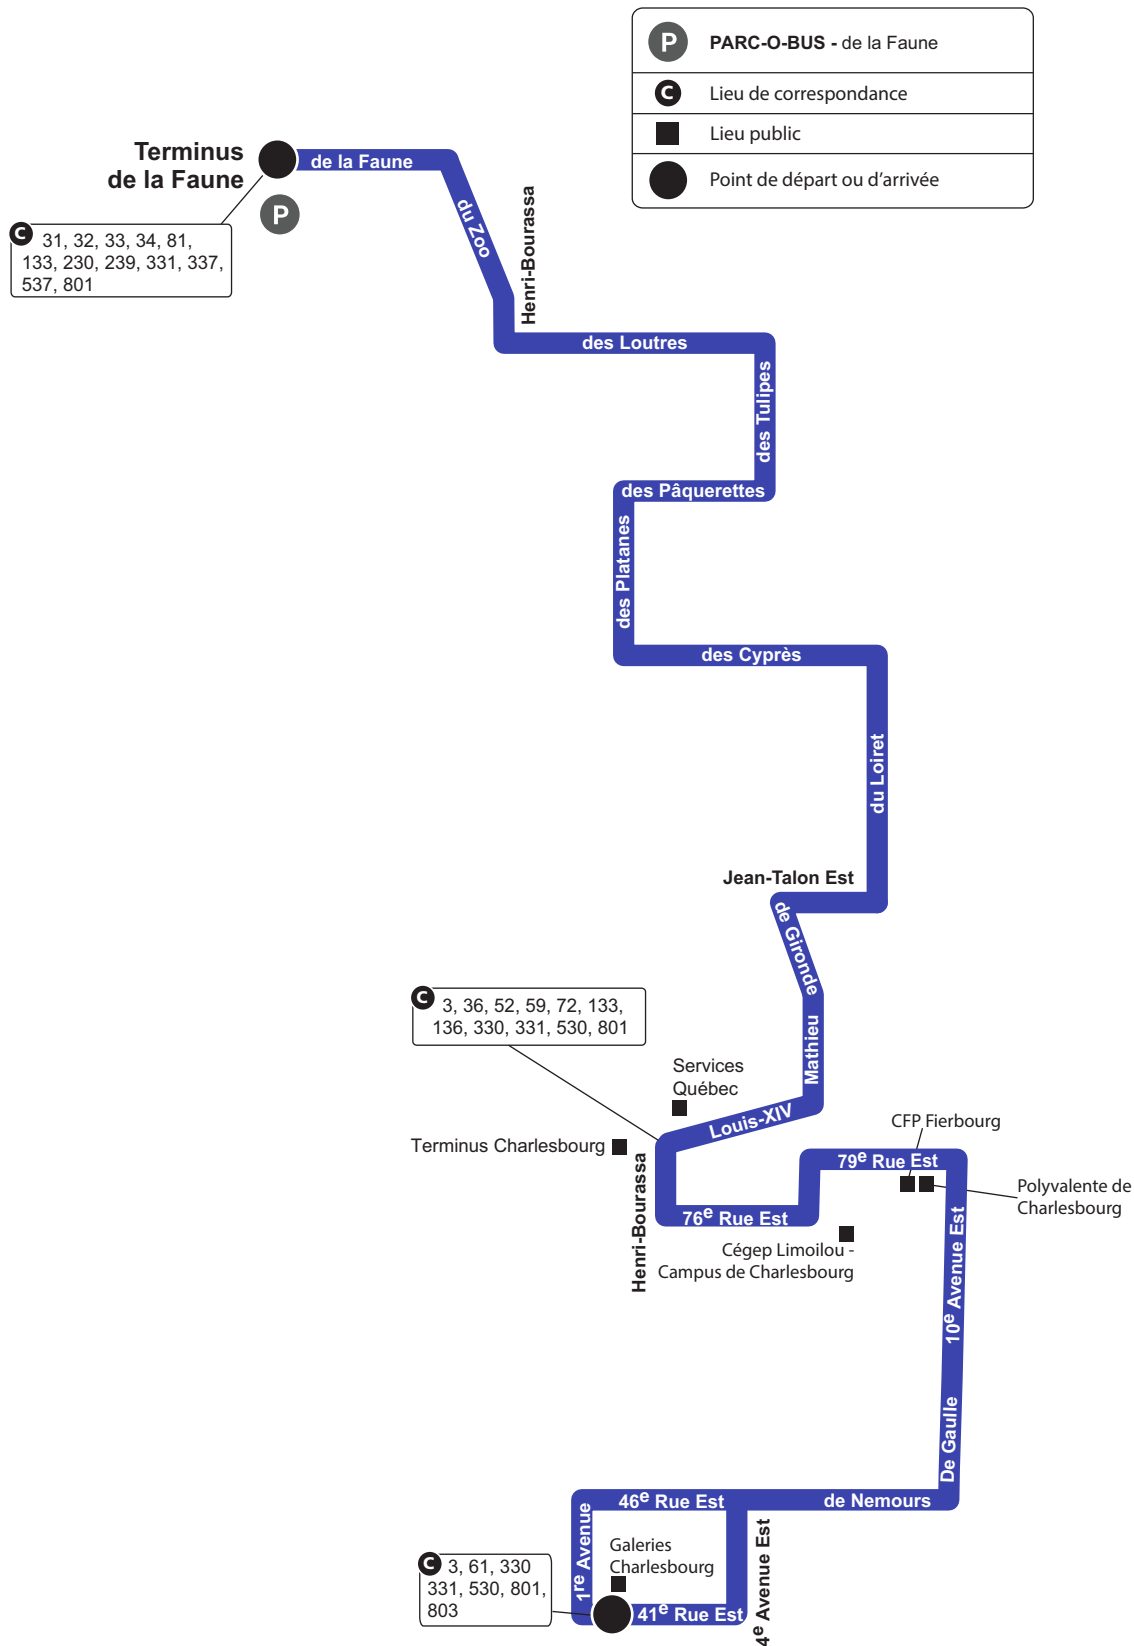 P PARC-O-BUS - de la Faune
C Lieu de correspondance
Lieu public
Point de départ ou d'arrivée
Terminus
de la Faune
P
C 31, 32, 33, 34, 81,
133, 230, 239, 331, 337,
537, 801
de la Faune
du Zoo
Henri-Bourassa
des Loutres
des Tulipes
des Pâquerettes
des Platanes
des Cyprès
du Loiret
Jean-Talon Est
de Gironde
Mathieu
C 3, 36, 52, 59, 72, 133,
136, 330, 331, 530, 801
Services
Québec
Louis-XIV
Terminus Charlesbourg
Henri-Bourassa
76e Rue Est
CFP Fierbourg
79e Rue Est
Polyvalente de
Charlesbourg
Cégep Limoilou -
Campus de Charlesbourg
10e Avenue Est
De Gaulle
de Nemours
46e Rue Est
1re Avenue
Galeries
Charlesbourg
4e Avenue Est
41e Rue Est
C 3, 61, 330
331, 530, 801,
803